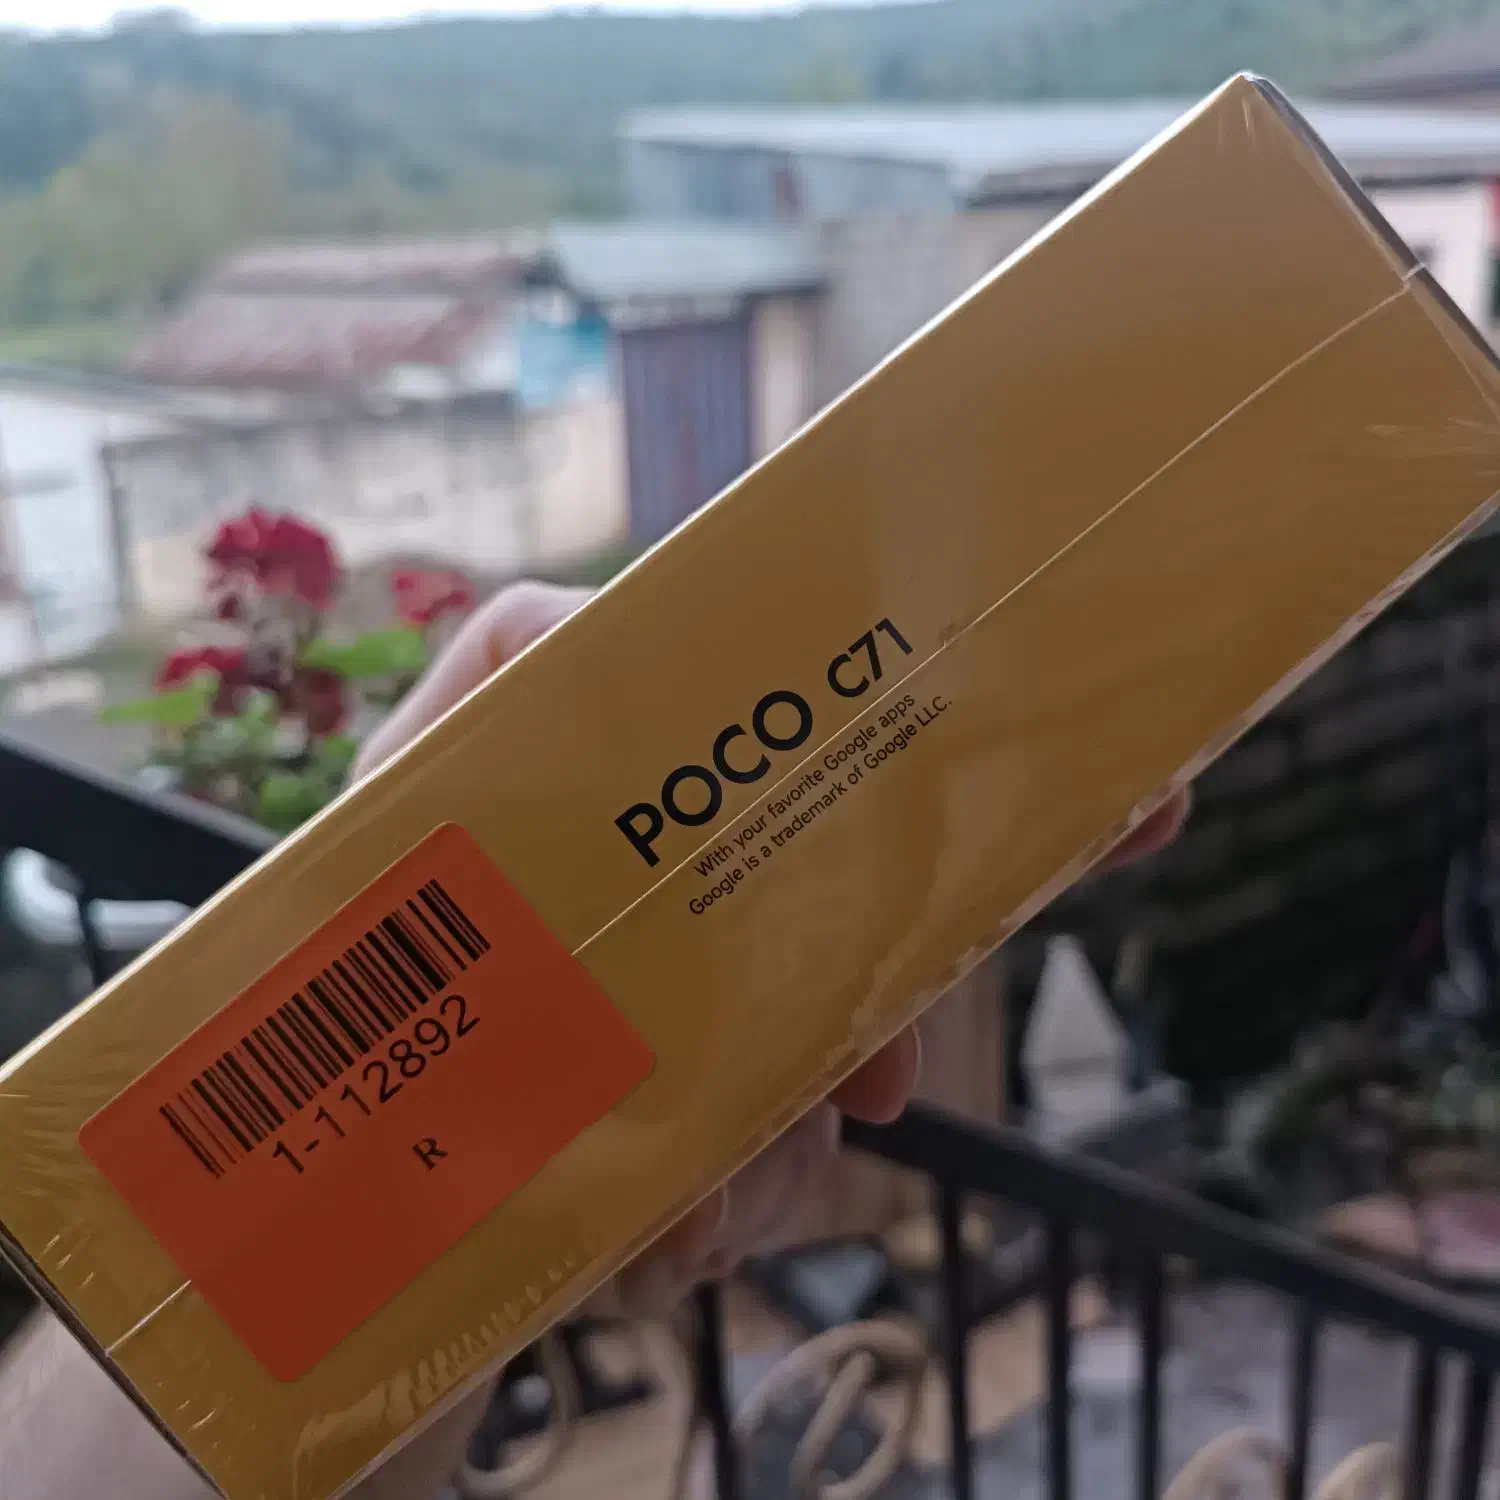 POCO C71
With your favorite Google apps
Google is a trademark of Google LLC.
1-112892
R